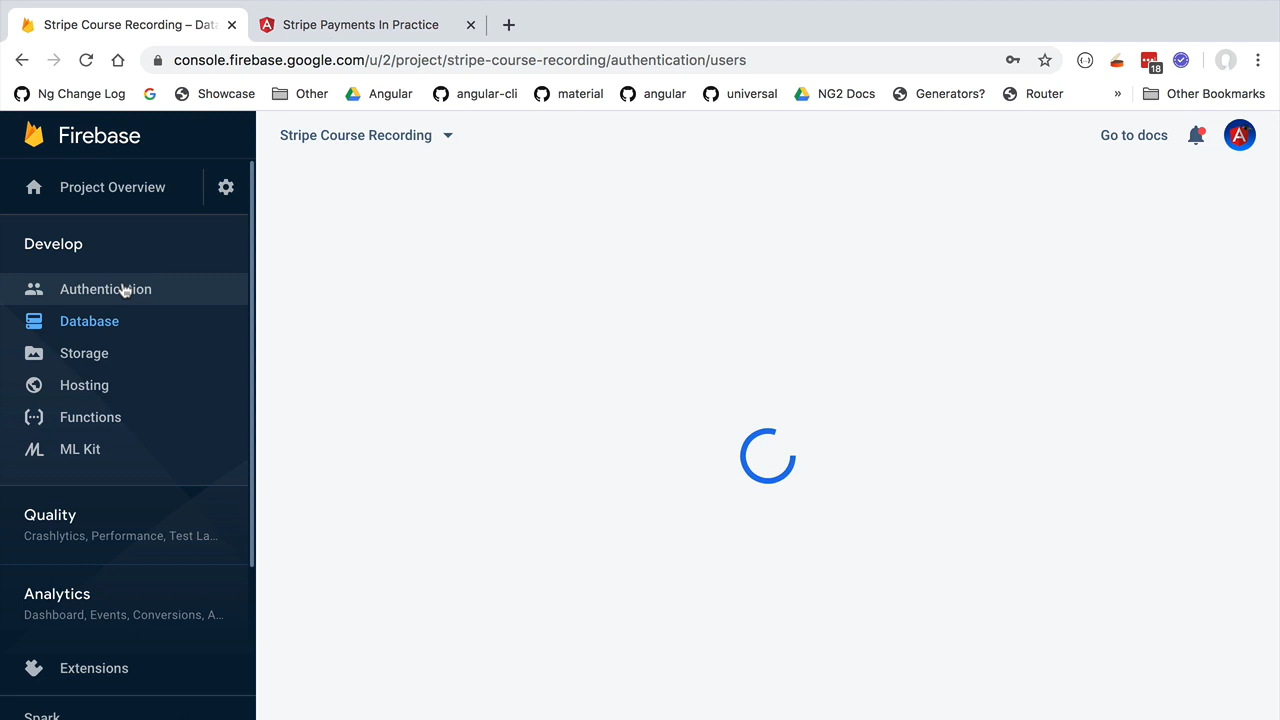 Stripe Course Recording – Data
Stripe Payments In Practice
console.firebase.google.com/u/2/project/stripe-course-recording/authentication/users
18
Ng Change Log
Showcase
Other
Angular
angular-cli
material
angular
universal
NG2 Docs
Generators?
Router
»
Other Bookmarks
Firebase
Stripe Course Recording
Go to docs
Project Overview
Develop
Authentication
Database
Storage
Hosting
Functions
ML Kit
Quality
Crashlytics, Performance, Test La...
Analytics
Dashboard, Events, Conversions, A...
Extensions
Spark